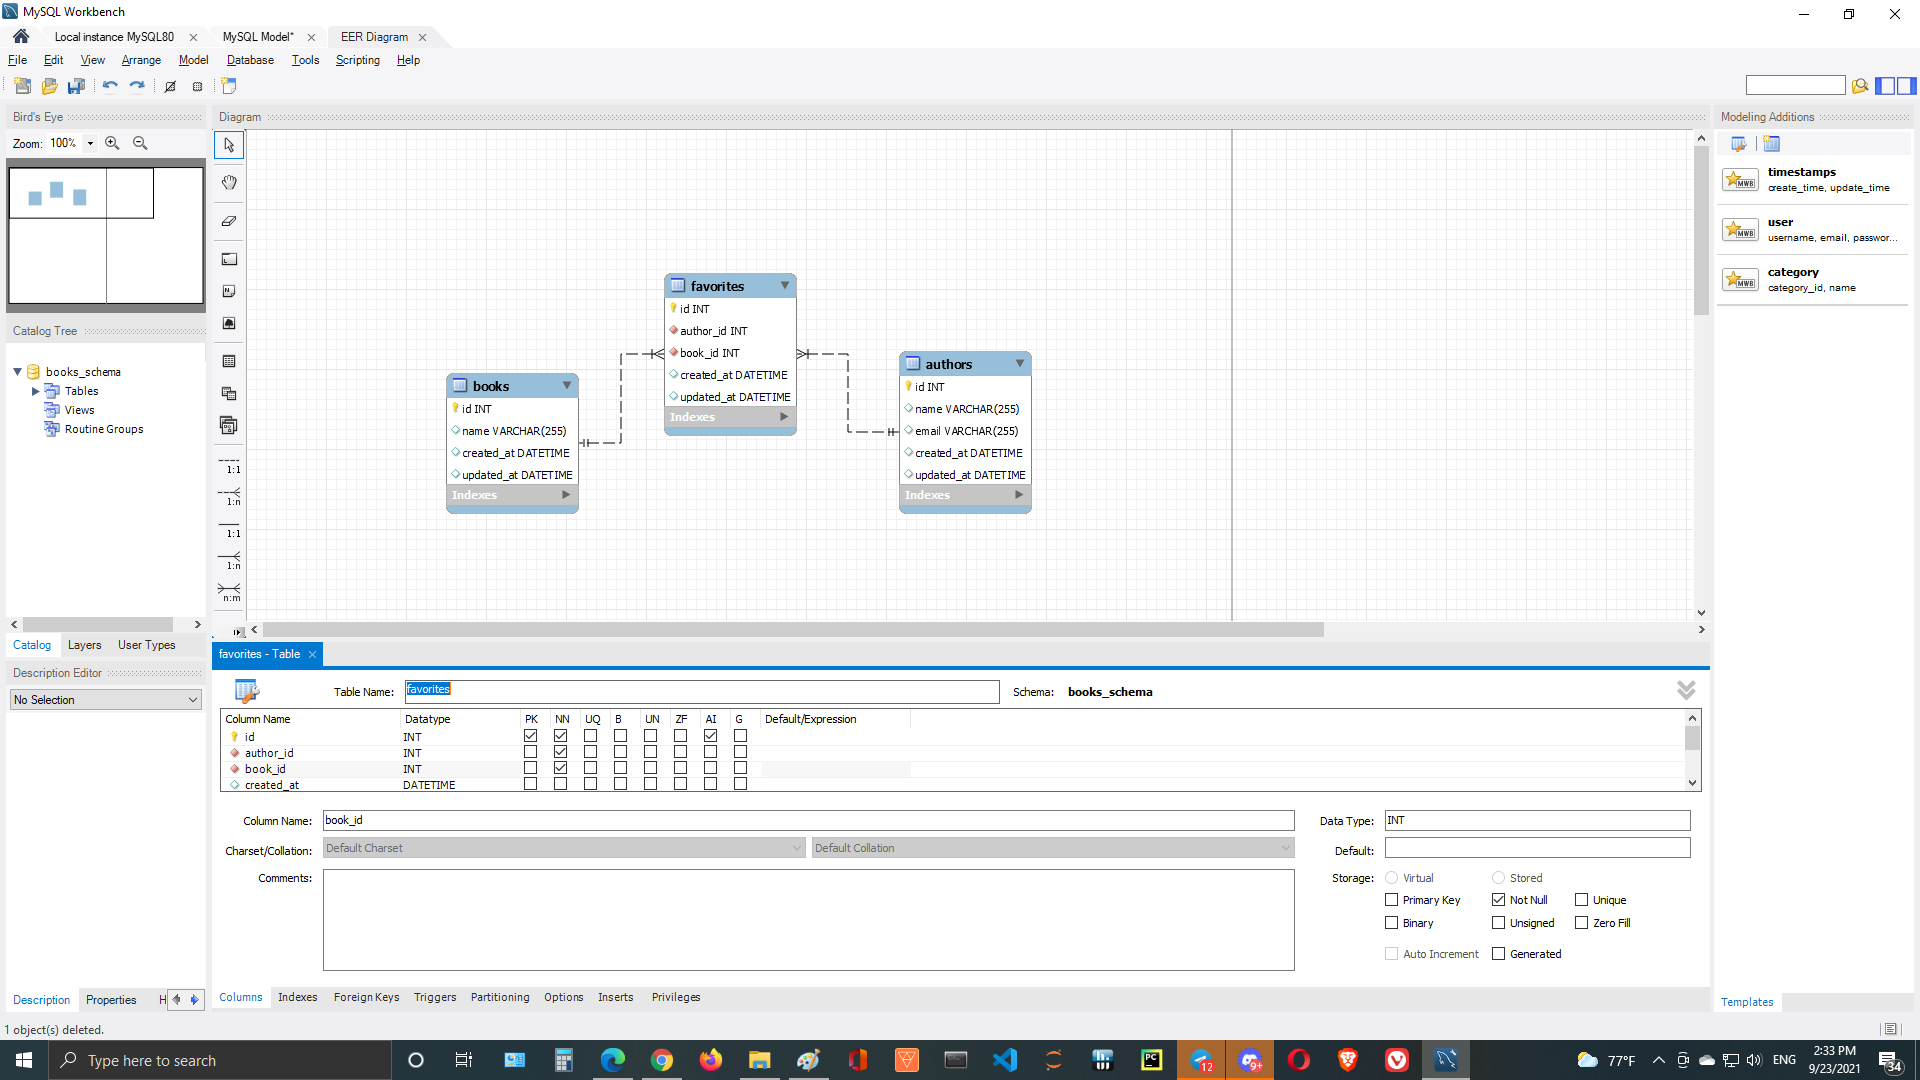 MySQL Workbench
Local instance MySQL80
MySQL Model*
EER Diagram
File Edit View Arrange Model Database Tools Scripting Help
Bird's Eye
Zoom: 100%
Diagram
1:1
1:n
1:1
1:n
n:m
favorites
id INT
author_id INT
book_id INT
created_at DATETIME
updated_at DATETIME
Indexes
books
id INT
name VARCHAR(255)
created_at DATETIME
updated_at DATETIME
Indexes
authors
id INT
name VARCHAR(255)
email VARCHAR(255)
created_at DATETIME
updated_at DATETIME
Indexes
Modeling Additions
MWB
timestamps
create_time, update_time
MWB
user
username, email, passwor...
MWB
category
category_id, name
Templates
Catalog Tree
books_schema
Tables
Views
Routine Groups
Catalog Layers User Types
Description Editor
No Selection
Description Properties H
favorites - Table
Table Name: favorites Schema: books_schema
Column Name Datatype PK NN UQ B UN ZF AI G Default/Expression
id INT
author_id INT
book_id INT
created_at DATETIME
Column Name: book_id
Data Type: INT
Charset/Collation: Default Charset Default Collation
Default:
Comments:
Storage: Virtual Stored
Primary Key Not Null Unique
Binary Unsigned Zero Fill
Auto Increment Generated
Columns Indexes Foreign Keys Triggers Partitioning Options Inserts Privileges
1 object(s) deleted.
Type here to search
PC
12
9+
77°F
ENG
2:33 PM
9/23/2021
34